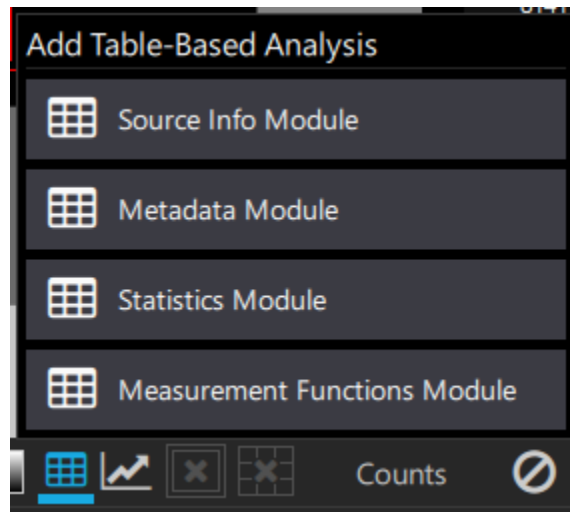 Add Table-Based Analysis
Source Info Module
Metadata Module
Statistics Module
Measurement Functions Module
Counts